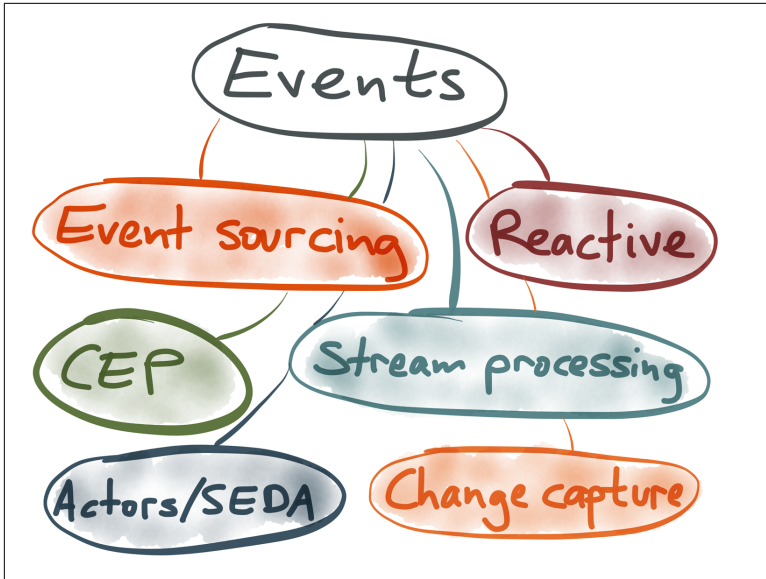 Events
Event sourcing
Reactive
CEP
Stream processing
Actors/SEDA
Change capture